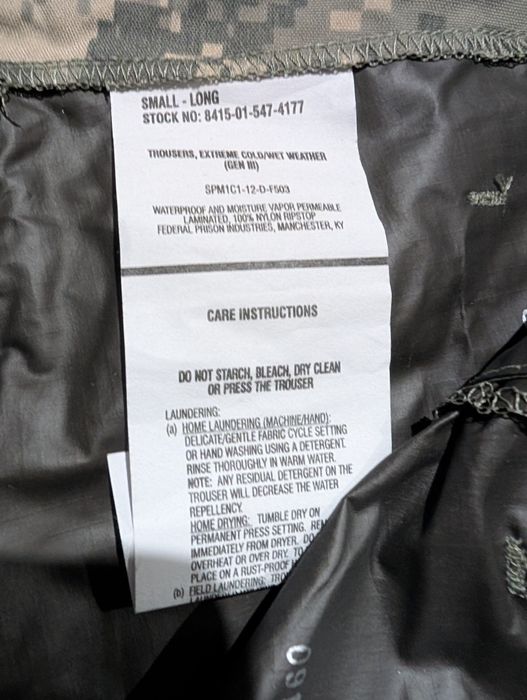 SMALL - LONG
STOCK NO: 8415-01-547-4177
TROUSERS, EXTREME COLD/WET WEATHER
(GEN III)
SPM1C1-12-D-F503
WATERPROOF AND MOISTURE VAPOR PERMEABLE
LAMINATED, 100% NYLON RIPSTOP
FEDERAL PRISON INDUSTRIES, MANCHESTER, KY
CARE INSTRUCTIONS
DO NOT STARCH, BLEACH, DRY CLEAN
OR PRESS THE TROUSER
LAUNDERING:
(a) HOME LAUNDERING (MACHINE/HAND):
DELICATE/GENTLE FABRIC CYCLE SETTING
OR HAND WASHING USING A DETERGENT.
RINSE THOROUGHLY IN WARM WATER.
NOTE: ANY RESIDUAL DETERGENT ON THE
TROUSER WILL DECREASE THE WATER
REPELLENCY.
HOME DRYING: TUMBLE DRY ON
PERMANENT PRESS SETTING.
IMMEDIATELY FROM DRYER. DO
OVERHEAT OR OVER DRY. TO
PLACE ON A RUST-PROOF
(b) FIELD LAUNDERING:
091